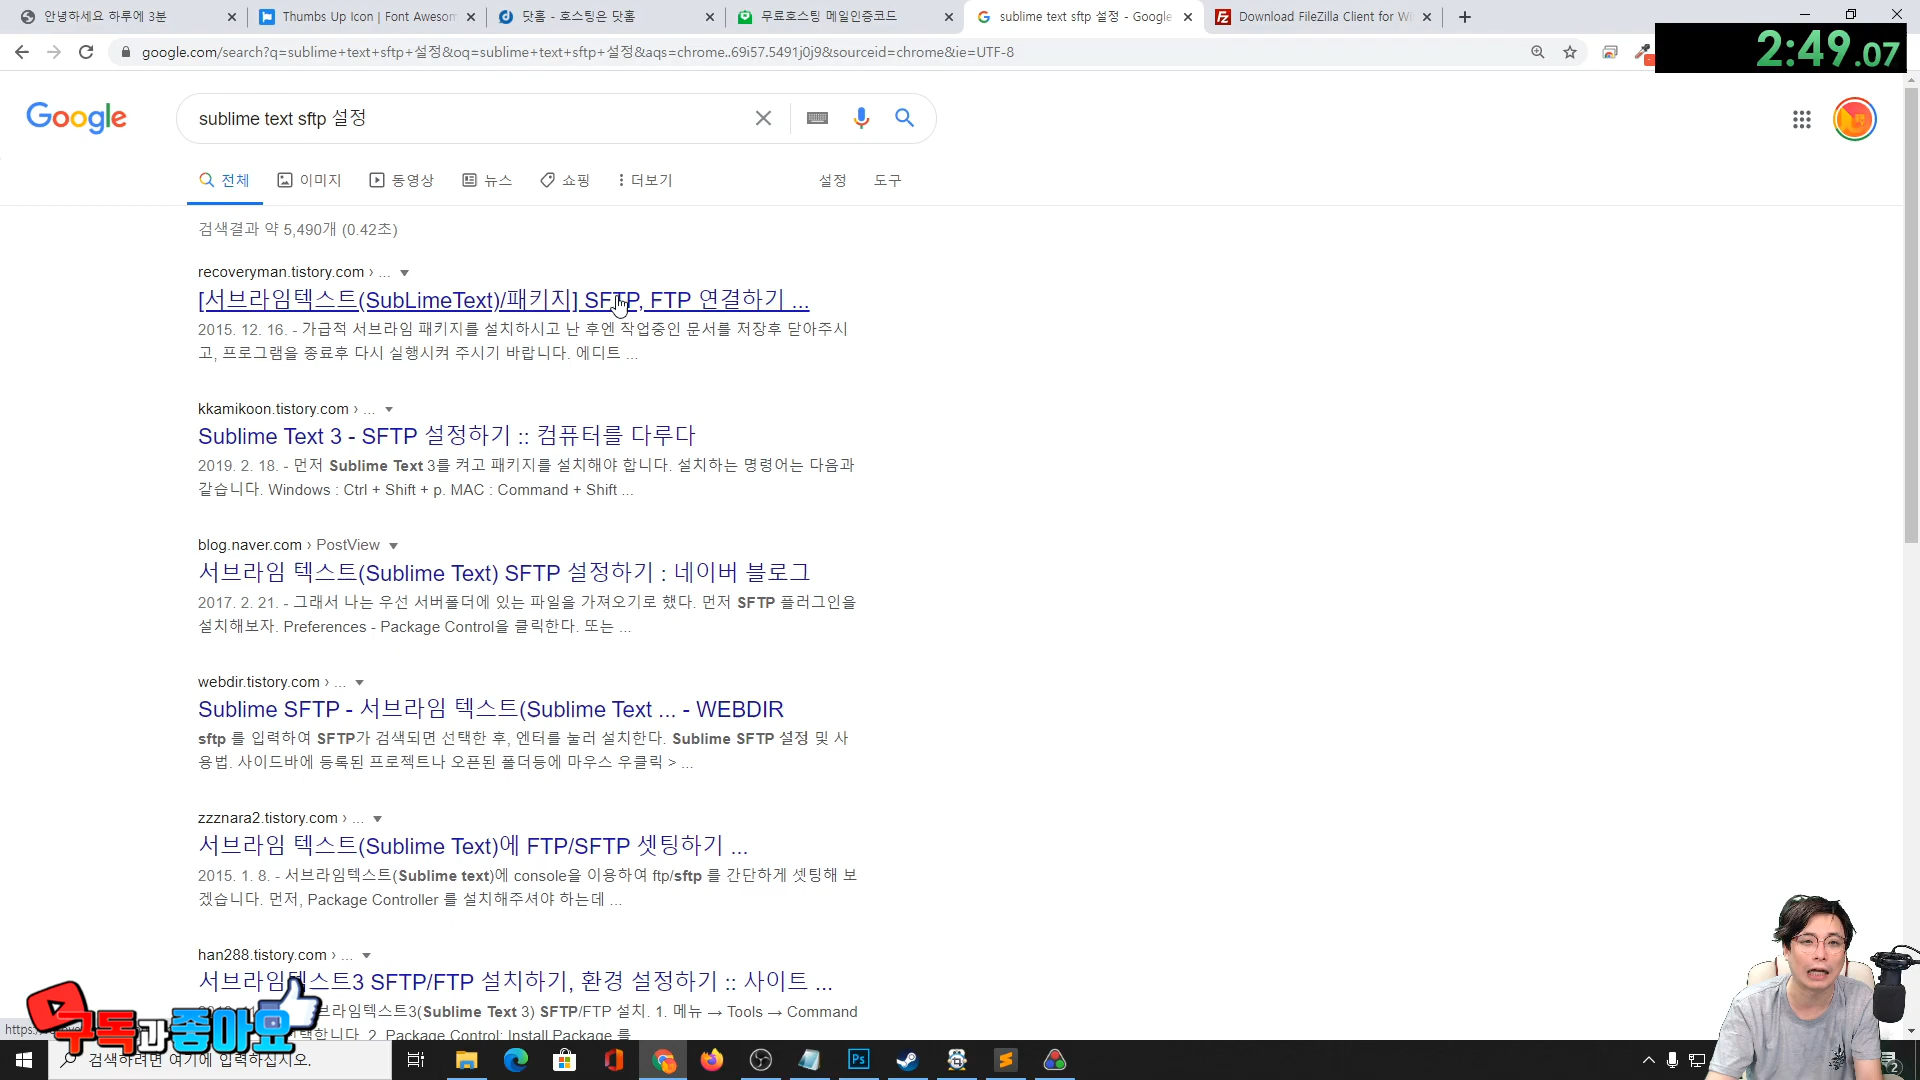 안녕하세요 하루에 3분
Thumbs Up Icon | Font Awesom
닷홈 - 호스팅은 닷홈
무료호스팅 메일인증코드
sublime text sftp 설정 - Google
Download FileZilla Client for Wi
google.com/search?q=sublime+text+sftp+설정&oq=sublime+text+sftp+설정&aqs=chrome..69i57.5491j0j9&sourceid=chrome&ie=UTF-8
2:49.07
Google
sublime text sftp 설정
전체
이미지
동영상
뉴스
쇼핑
더보기
설정
도구
검색결과 약 5,490개 (0.42초)
recoveryman.tistory.com › ...
[서브라임텍스트(SubLimeText)/패키지] SFTP, FTP 연결하기 ...
2015. 12. 16. - 가급적 서브라임 패키지를 설치하시고 난 후엔 작업중인 문서를 저장후 닫아주시
고, 프로그램을 종료후 다시 실행시켜 주시기 바랍니다. 에디트 ...
kkamikoon.tistory.com › ...
Sublime Text 3 - SFTP 설정하기 :: 컴퓨터를 다루다
2019. 2. 18. - 먼저 Sublime Text 3를 켜고 패키지를 설치해야 합니다. 설치하는 명령어는 다음과
같습니다. Windows : Ctrl + Shift + p. MAC : Command + Shift ...
blog.naver.com › PostView
서브라임 텍스트(Sublime Text) SFTP 설정하기 : 네이버 블로그
2017. 2. 21. - 그래서 나는 우선 서버폴더에 있는 파일을 가져오기로 했다. 먼저 SFTP 플러그인을
설치해보자. Preferences - Package Control을 클릭한다. 또는 ...
webdir.tistory.com › ...
Sublime SFTP - 서브라임 텍스트(Sublime Text ... - WEBDIR
sftp 를 입력하여 SFTP가 검색되면 선택한 후, 엔터를 눌러 설치한다. Sublime SFTP 설정 및 사
용법. 사이드바에 등록된 프로젝트나 오픈된 폴더등에 마우스 우클릭 > ...
zzznara2.tistory.com › ...
서브라임 텍스트(Sublime Text)에 FTP/SFTP 셋팅하기 ...
2015. 1. 8. - 서브라임텍스트(Sublime text)에 console을 이용하여 ftp/sftp 를 간단하게 셋팅해 보
겠습니다. 먼저, Package Controller 를 설치해주셔야 하는데 ...
han288.tistory.com › ...
서브라임텍스트3 SFTP/FTP 설치하기, 환경 설정하기 :: 사이트 ...
브라임텍스트3(Sublime Text 3) SFTP/FTP 설치. 1. 메뉴 → Tools → Command
택합니다. 2. Package Control: Install Package 를
https:
구독과좋아요
검색하려면 여기에 입력하십시오.
Ps
2